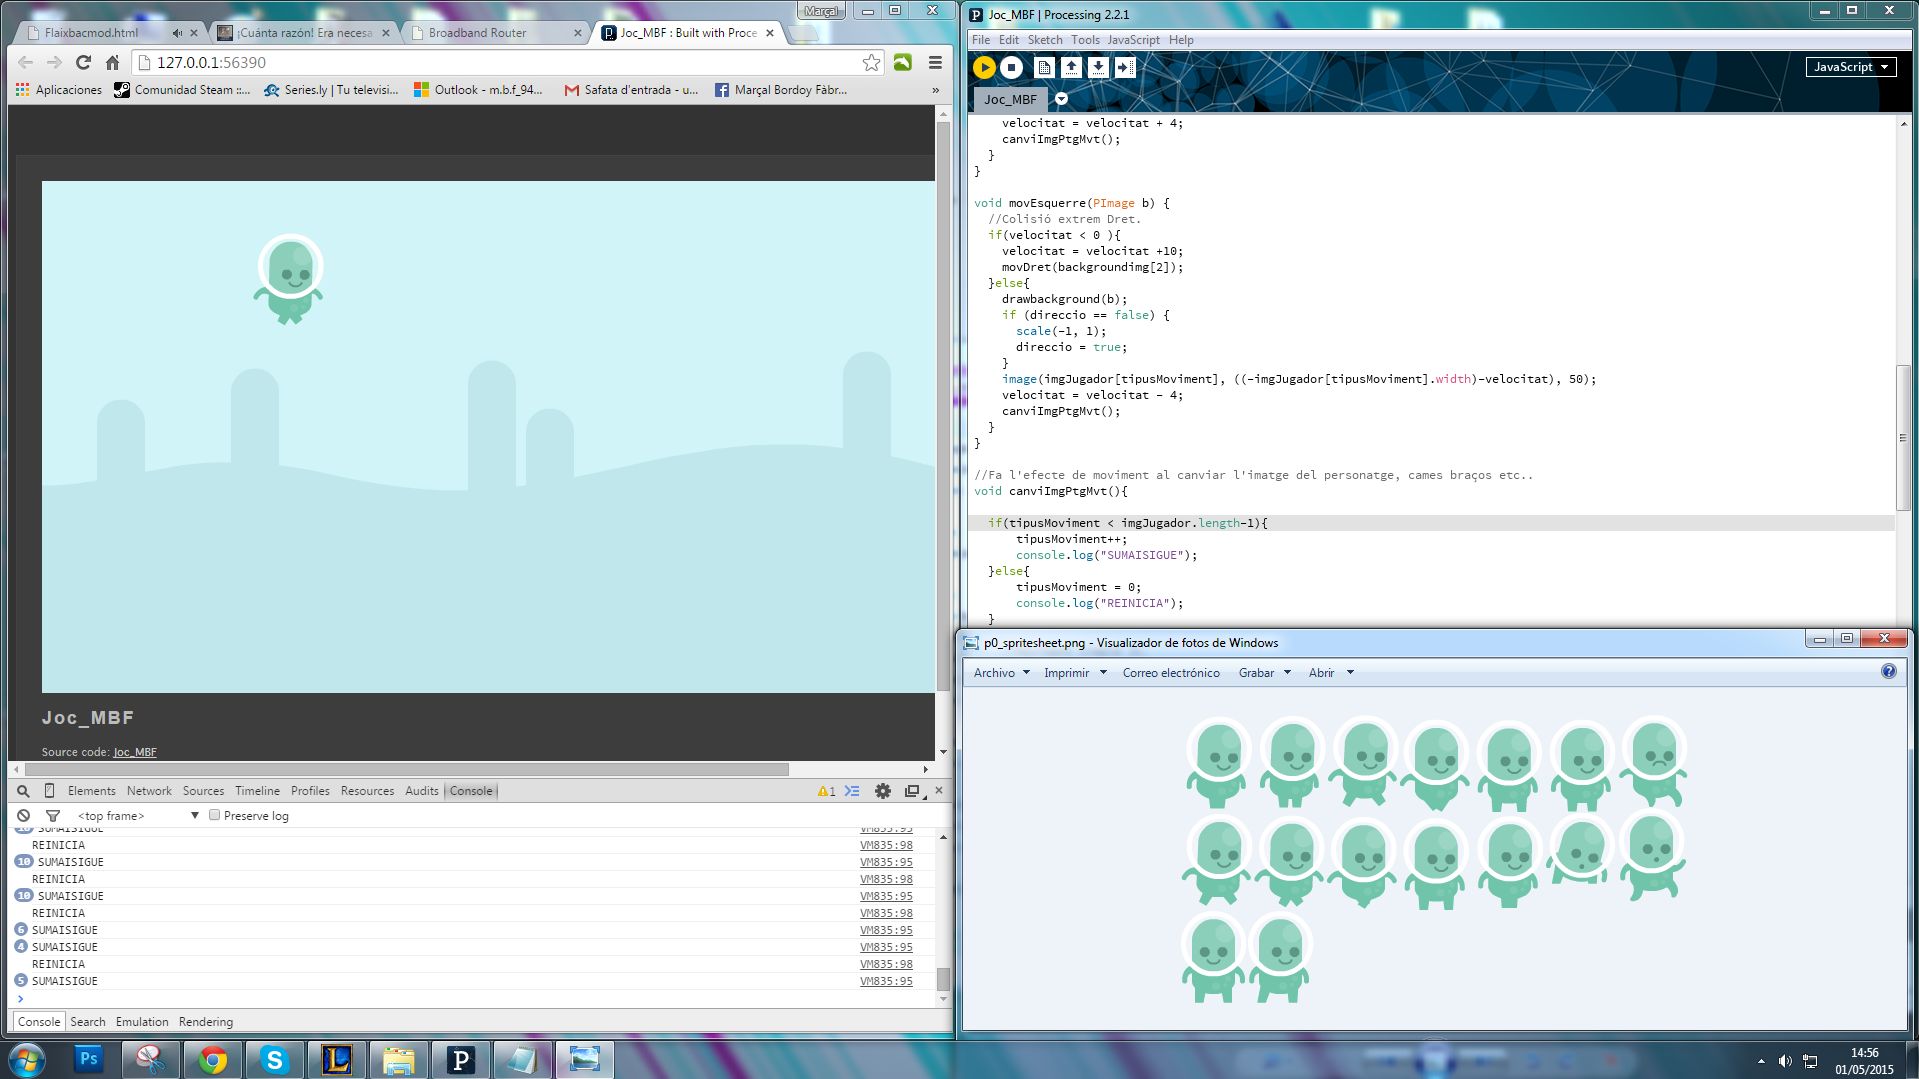 Marçal
Flaixbacmod.html
¡Cuánta razón! Era necesa
Broadband Router
Joc_MBF : Built with Proce
127.0.0.1:56390
Aplicaciones
Comunidad Steam ::...
Series.ly | Tu televisi...
Outlook - m.b.f_94...
Safata d'entrada - u...
Marçal Bordoy Fàbr...
»
Joc_MBF
Source code: Joc_MBF
Elements Network Sources Timeline Profiles Resources Audits Console
1
<top frame>
Preserve log
10 SUMAISIGUE VM835:95
REINICIA VM835:98
10 SUMAISIGUE VM835:95
REINICIA VM835:98
10 SUMAISIGUE VM835:95
REINICIA VM835:98
6 SUMAISIGUE VM835:95
4 SUMAISIGUE VM835:95
REINICIA VM835:98
5 SUMAISIGUE VM835:95
>
Console Search Emulation Rendering
Joc_MBF | Processing 2.2.1
File Edit Sketch Tools JavaScript Help
JavaScript
Joc_MBF
velocitat = velocitat + 4;
canviImgPtgMvt();
}
}
void movEsquerre(PImage b) {
//Colisió extrem Dret.
if(velocitat < 0 ){
velocitat = velocitat +10;
movDret(backgroundimg[2]);
}else{
drawbackground(b);
if (direccio == false) {
scale(-1, 1);
direccio = true;
}
image(imgJugador[tipusMoviment], ((-imgJugador[tipusMoviment].width)-velocitat), 50);
velocitat = velocitat - 4;
canviImgPtgMvt();
}
}
//Fa l'efecte de moviment al canviar l'imatge del personatge, cames braços etc..
void canviImgPtgMvt(){
if(tipusMoviment < imgJugador.length-1){
tipusMoviment++;
console.log("SUMAISIGUE");
}else{
tipusMoviment = 0;
console.log("REINICIA");
}
p0_spritesheet.png - Visualizador de fotos de Windows
Archivo Imprimir Correo electrónico Grabar Abrir
Ps
S
L
P
14:56
01/05/2015